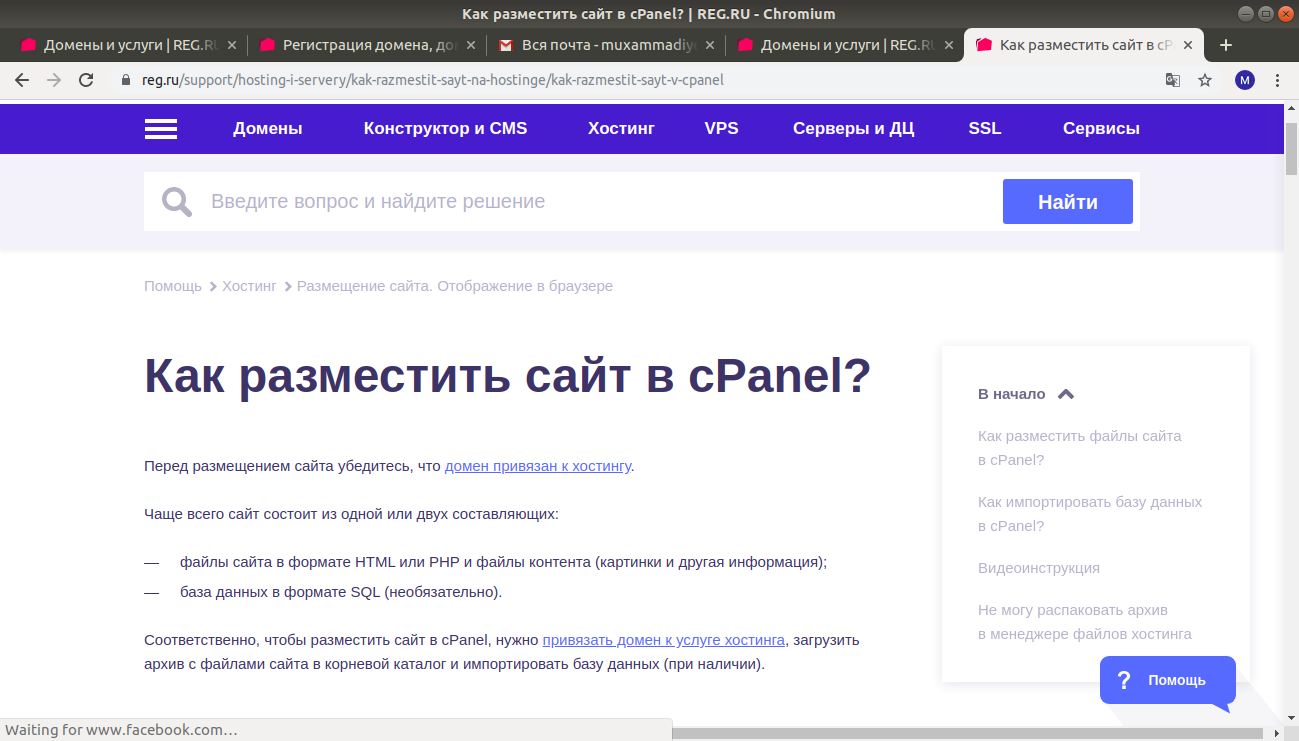 Как разместить сайт в cPanel? | REG.RU - Chromium
Домены и услуги | REG.RU
Регистрация домена, до
Вся почта - muxammadiy
Домены и услуги | REG.RU
Как разместить сайт в cP
reg.ru/support/hosting-i-servery/kak-razmestit-sayt-na-hostinge/kak-razmestit-sayt-v-cpanel
M
Домены
Конструктор и CMS
Хостинг
VPS
Серверы и ДЦ
SSL
Сервисы
Введите вопрос и найдите решение
Найти
Помощь > Хостинг > Размещение сайта. Отображение в браузере
Как разместить сайт в cPanel?
Перед размещением сайта убедитесь, что домен привязан к хостингу.
Чаще всего сайт состоит из одной или двух составляющих:
— файлы сайта в формате HTML или PHP и файлы контента (картинки и другая информация);
— база данных в формате SQL (необязательно).
Соответственно, чтобы разместить сайт в cPanel, нужно привязать домен к услуге хостинга, загрузить
архив с файлами сайта в корневой каталог и импортировать базу данных (при наличии).
В начало
Как разместить файлы сайта
в cPanel?
Как импортировать базу данных
в cPanel?
Видеоинструкция
Не могу распаковать архив
в менеджере файлов хостинга
? Помощь
Waiting for www.facebook.com…